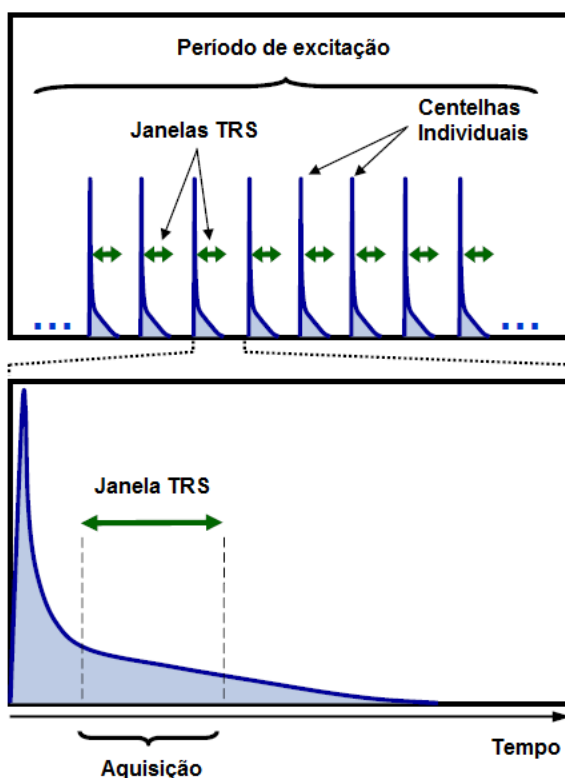 Período de excitação
Janelas TRS
Centelhas
Individuais
...
...
Janela TRS
Tempo
Aquisição